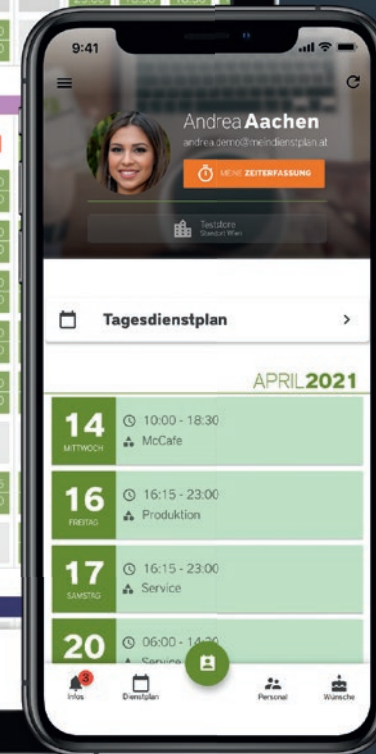 9:41
Andrea Aachen
andrea.demo@meindienstplan.at
MEINE ZEITERFASSUNG
Teststore
Standort Wien
Tagesdienstplan
APRIL 2021
14
MITTWOCH
10:00 - 18:30
McCafe
16
FREITAG
16:15 - 23:00
Produktion
17
SAMSTAG
16:15 - 23:00
Service
20
06:00 - 14:30
Service
3
Infos
Dienstplan
Personal
Wünsche